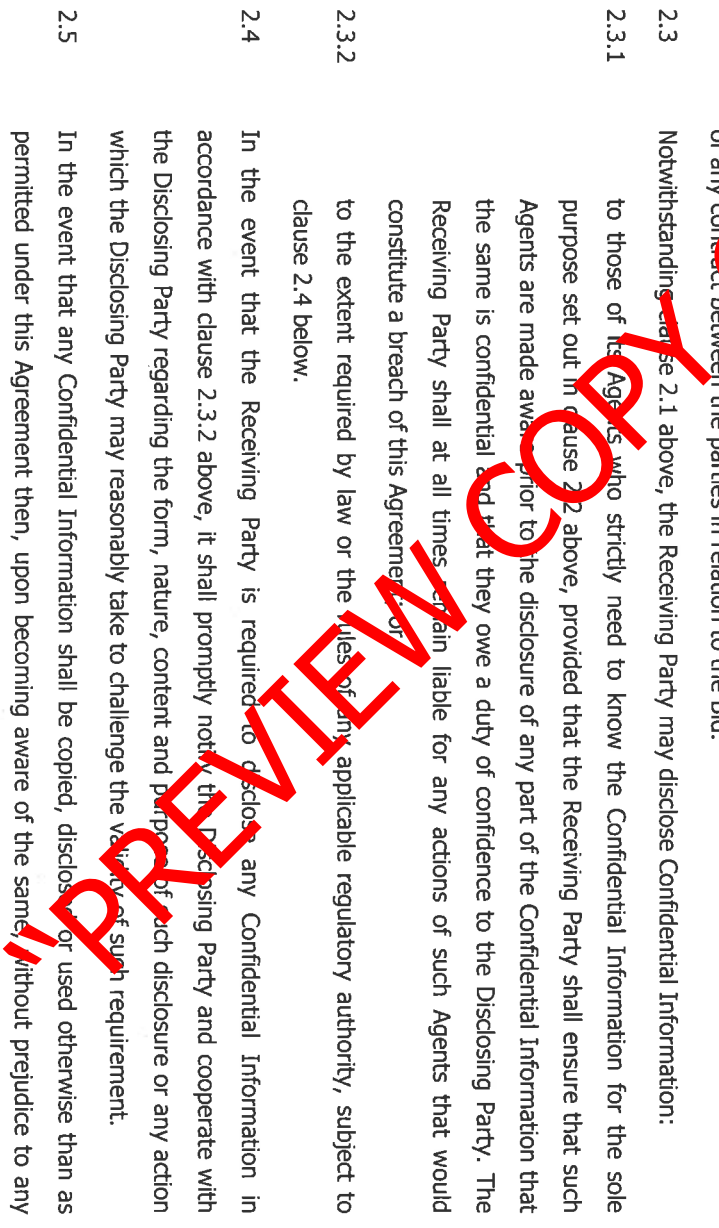 of any contract between the parties in relation to the Bid.
2.3 Notwithstanding clause 2.1 above, the Receiving Party may disclose Confidential Information:
2.3.1 to those of its Agents who strictly need to know the Confidential Information for the sole
purpose set out in clause 2.2 above, provided that the Receiving Party shall ensure that such
Agents are made aware prior to the disclosure of any part of the Confidential Information that
the same is confidential and that they owe a duty of confidence to the Disclosing Party. The
Receiving Party shall at all times remain liable for any actions of such Agents that would
constitute a breach of this Agreement; or
2.3.2 to the extent required by law or the rules of any applicable regulatory authority, subject to
clause 2.4 below.
2.4 In the event that the Receiving Party is required to disclose any Confidential Information in
accordance with clause 2.3.2 above, it shall promptly notify the Disclosing Party and cooperate with
the Disclosing Party regarding the form, nature, content and purpose of such disclosure or any action
which the Disclosing Party may reasonably take to challenge the validity of such requirement.
2.5 In the event that any Confidential Information shall be copied, disclosed or used otherwise than as
permitted under this Agreement then, upon becoming aware of the same, without prejudice to any
"PREVIEW COPY